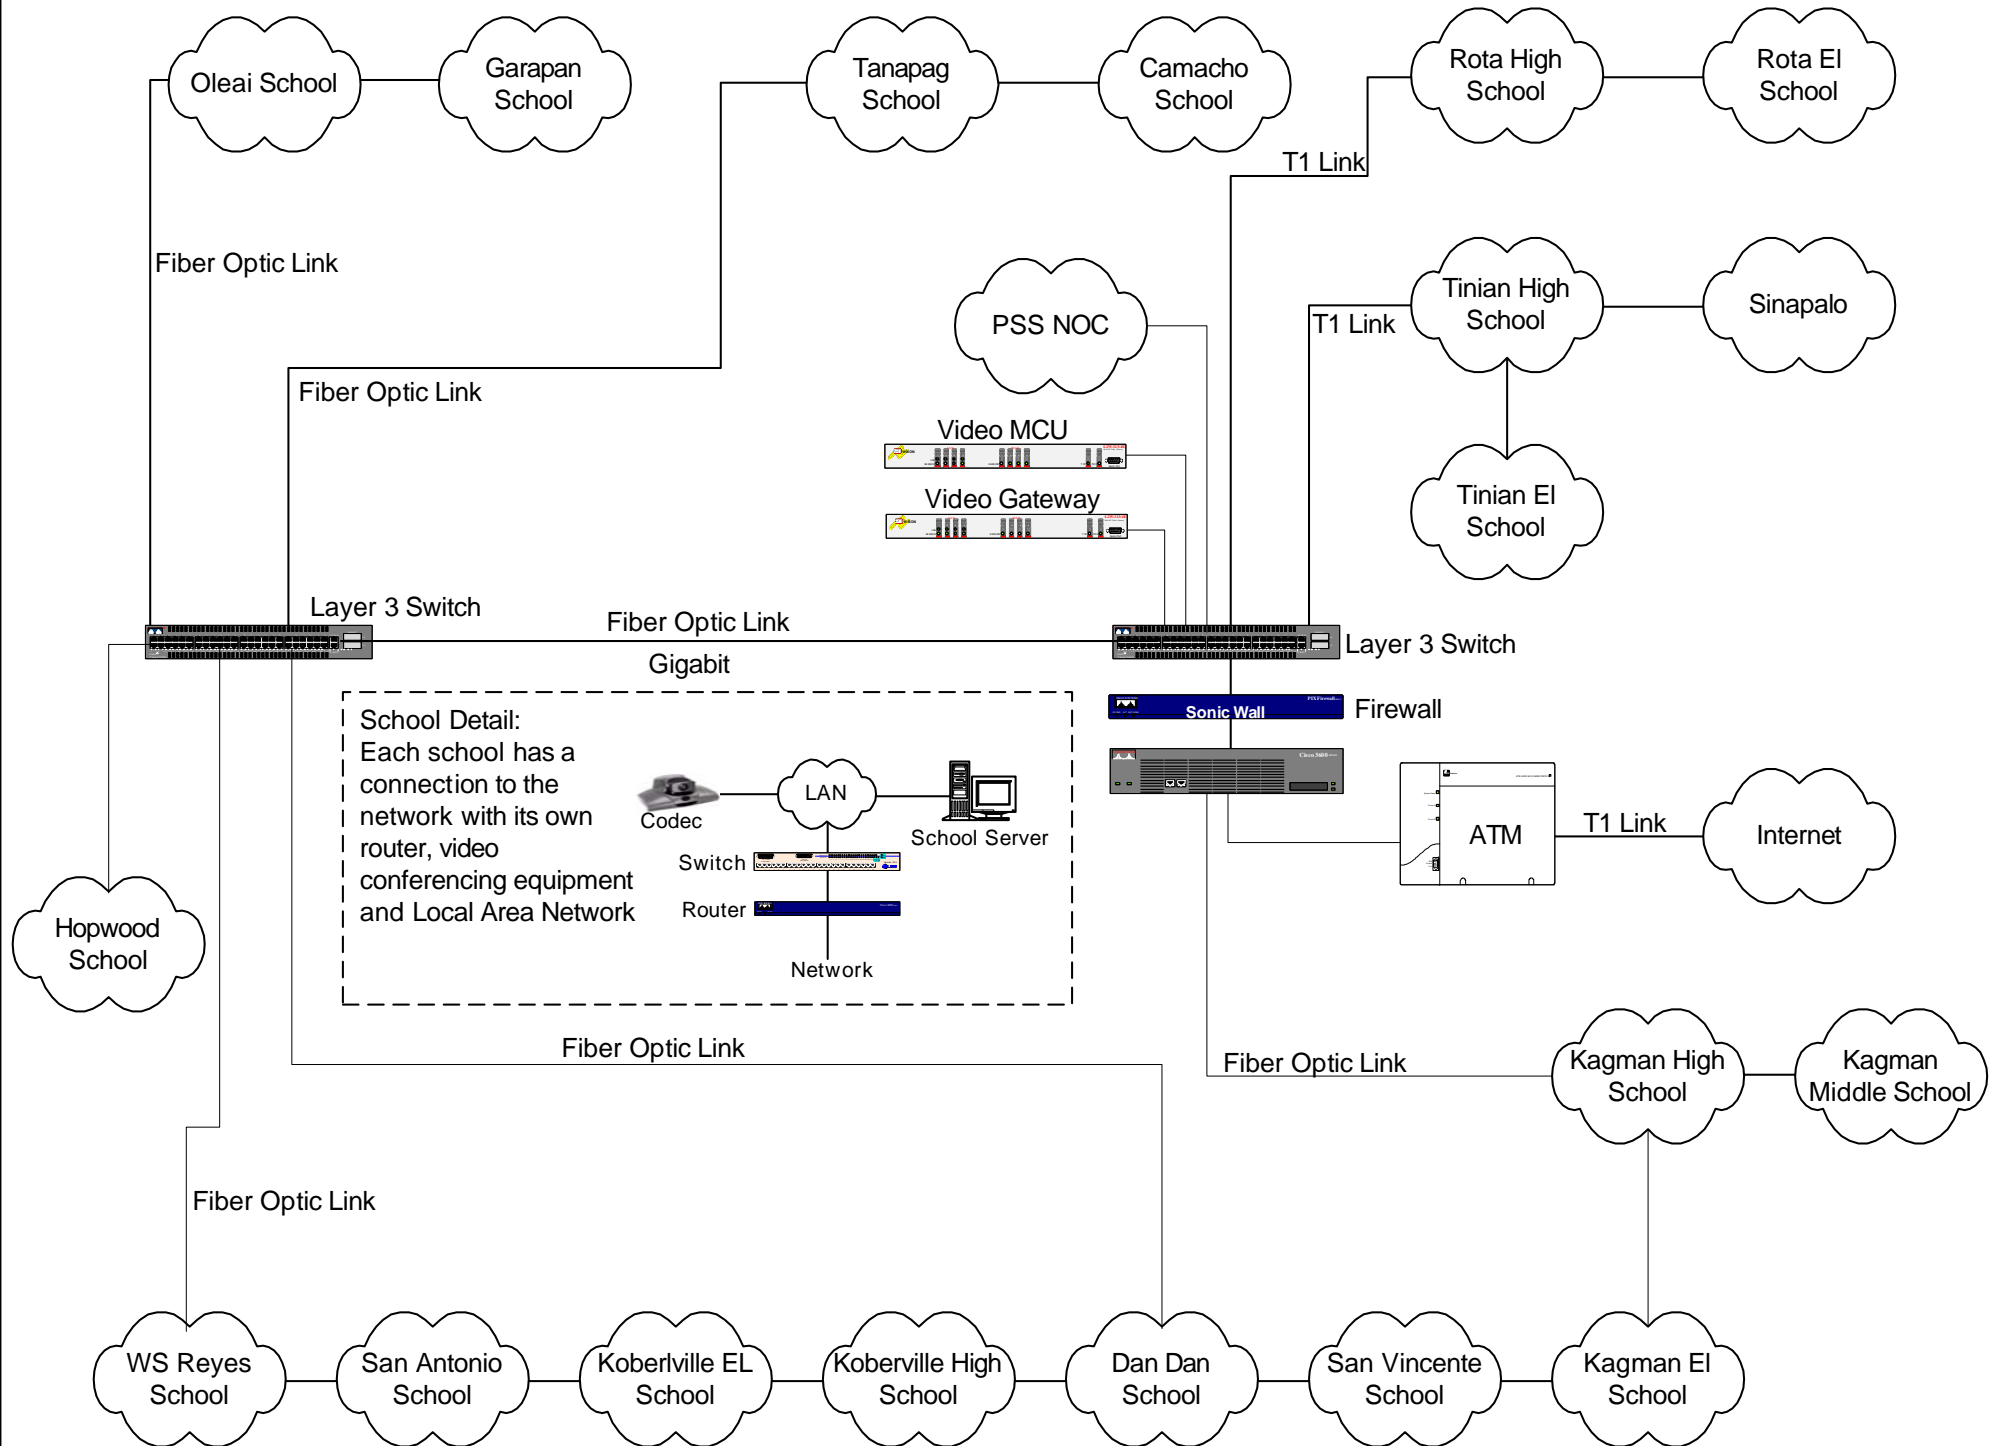 Oleai School
Garapan
School
Tanapag
School
Camacho
School
Rota High
School
Rota El
School
T1 Link
Fiber Optic Link
PSS NOC
Tinian High
School
Sinapalo
T1 Link
Fiber Optic Link
Video MCU
Video Gateway
Tinian El
School
Layer 3 Switch
Fiber Optic Link
Gigabit
Layer 3 Switch
Sonic Wall
PIX Firewall
Firewall
School Detail:
Each school has a
connection to the
network with its own
router, video
conferencing equipment
and Local Area Network
Codec
LAN
School Server
Switch
Router
Network
Cisco 3600
ATM
T1 Link
Internet
Hopwood
School
Fiber Optic Link
Fiber Optic Link
Kagman High
School
Kagman
Middle School
Fiber Optic Link
WS Reyes
School
San Antonio
School
Koberlville EL
School
Koberville High
School
Dan Dan
School
San Vincente
School
Kagman El
School